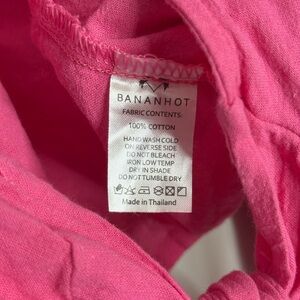 BANANHOT
FABRIC CONTENTS:
100% COTTON
HAND WASH COLD
ON REVERSE SIDE
DO NOT BLEACH
IRON LOW TEMP
DRY IN SHADE
DO NOT TUMBLE DRY
Made in Thailand